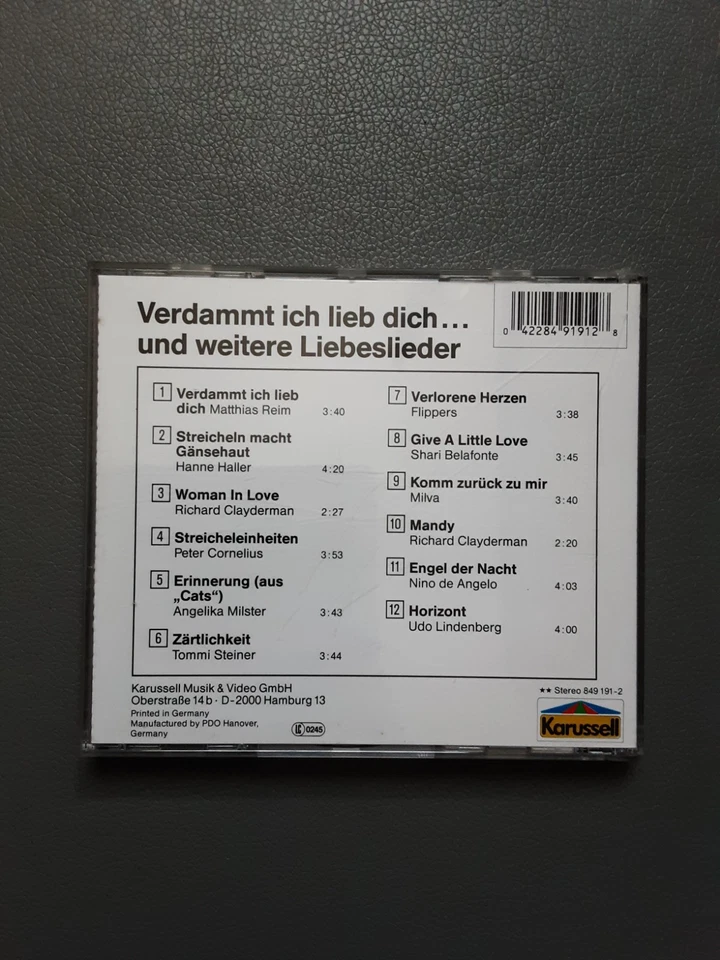 Verdammt ich lieb dich...
und weitere Liebeslieder
0 42284 91912 8
1 Verdammt ich lieb
dich Matthias Reim 3:40
2 Streicheln macht
Gänsehaut
Hanne Haller 4:20
3 Woman In Love
Richard Clayderman 2:27
4 Streicheleinheiten
Peter Cornelius 3:53
5 Erinnerung (aus
„Cats“)
Angelika Milster 3:43
6 Zärtlichkeit
Tommi Steiner 3:44
7 Verlorene Herzen
Flippers 3:38
8 Give A Little Love
Shari Belafonte 3:45
9 Komm zurück zu mir
Milva 3:40
10 Mandy
Richard Clayderman 2:20
11 Engel der Nacht
Nino de Angelo 4:03
12 Horizont
Udo Lindenberg 4:00
Karussell Musik & Video GmbH
Oberstraße 14b · D-2000 Hamburg 13
Printed in Germany
Manufactured by PDO Hanover,
Germany
LC 0245
★★ Stereo 849 191-2
Karussell